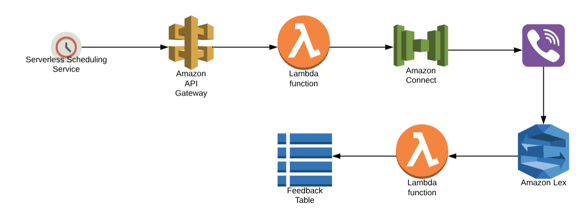 Serverless Scheduling
Service
Amazon
API
Gateway
Lambda
function
Amazon
Connect
Feedback
Table
Lambda
function
Amazon Lex